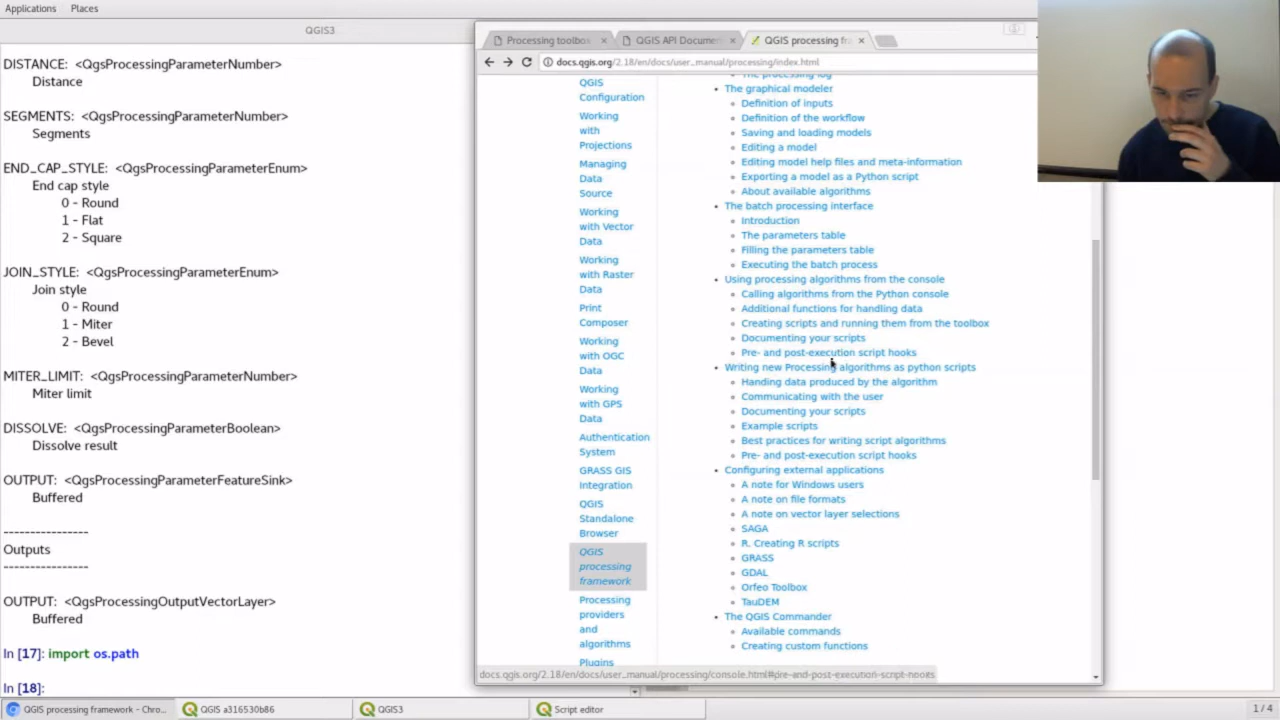 Applications Places
QGIS3
DISTANCE: <QgsProcessingParameterNumber>
Distance
SEGMENTS: <QgsProcessingParameterNumber>
Segments
END_CAP_STYLE: <QgsProcessingParameterEnum>
End cap style
0 - Round
1 - Flat
2 - Square
JOIN_STYLE: <QgsProcessingParameterEnum>
Join style
0 - Round
1 - Miter
2 - Bevel
MITER_LIMIT: <QgsProcessingParameterNumber>
Miter limit
DISSOLVE: <QgsProcessingParameterBoolean>
Dissolve result
OUTPUT: <QgsProcessingParameterFeatureSink>
Buffered
----------------
Outputs
----------------
OUTPUT: <QgsProcessingOutputVectorLayer>
Buffered
In [17]: import os.path
In [18]:
Processing toolbox
QGIS API Documen
QGIS processing fra
docs.qgis.org/2.18/en/docs/user_manual/processing/index.html
QGIS
Configuration
Working
with
Projections
Managing
Data
Source
Working
with Vector
Data
Working
with Raster
Data
Print
Composer
Working
with OGC
Data
Working
with GPS
Data
Authentication
System
GRASS GIS
Integration
QGIS
Standalone
Browser
QGIS
processing
framework
Processing
providers
and
algorithms
Plugins
The processing log
• The graphical modeler
Definition of inputs
Definition of the workflow
Saving and loading models
Editing a model
Editing model help files and meta-information
Exporting a model as a Python script
About available algorithms
• The batch processing interface
Introduction
The parameters table
Filling the parameters table
Executing the batch process
• Using processing algorithms from the console
Calling algorithms from the Python console
Additional functions for handling data
Creating scripts and running them from the toolbox
Documenting your scripts
Pre- and post-execution script hooks
• Writing new Processing algorithms as python scripts
Handing data produced by the algorithm
Communicating with the user
Documenting your scripts
Example scripts
Best practices for writing script algorithms
Pre- and post-execution script hooks
• Configuring external applications
A note for Windows users
A note on file formats
A note on vector layer selections
SAGA
R. Creating R scripts
GRASS
GDAL
Orfeo Toolbox
TauDEM
• The QGIS Commander
Available commands
Creating custom functions
docs.qgis.org/2.18/en/docs/user_manual/processing/console.html#pre-and-post-execution-script-hooks
QGIS processing framework - Chro... QGIS a316530b86 QGIS3 Script editor 1 / 4